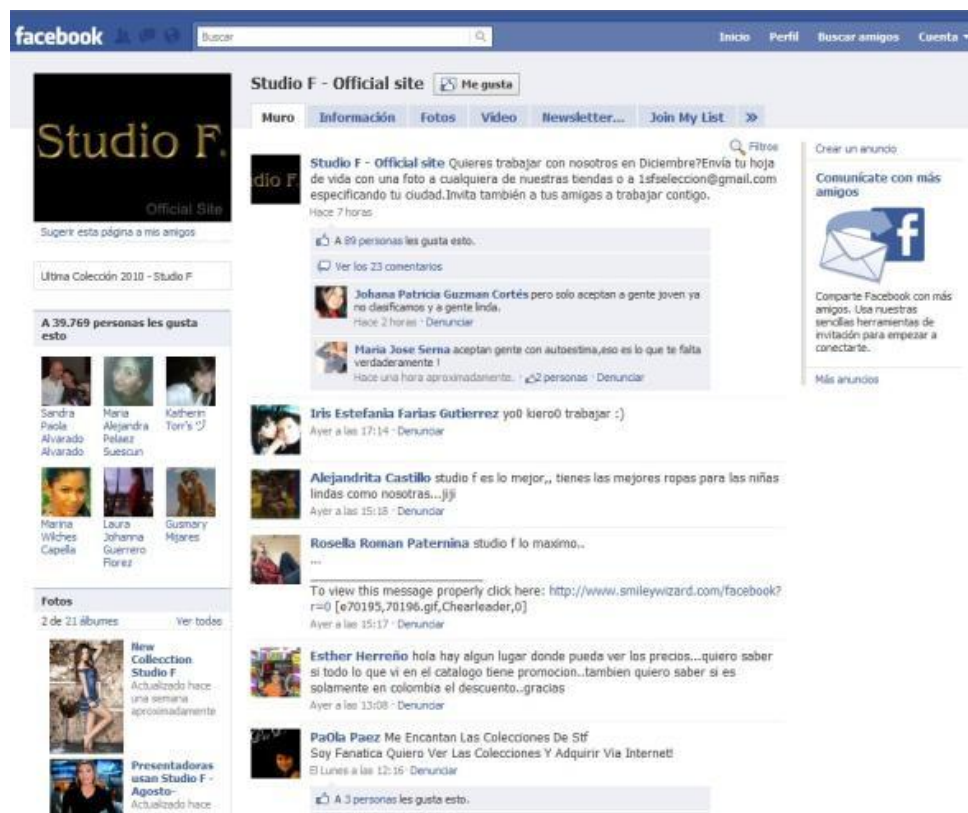 facebook
Buscar
Inicio Perfil Buscar amigos Cuenta
Studio F.
Official Site
Sugerir esta página a mis amigos
Ultima Colección 2010 - Studio F
A 39.769 personas les gusta
esto
Sandra
Paola
Alvarado
Alvarado
Maria
Alejandra
Pelaez
Suescun
Katherin
Torr's ツ
Marina
Wilches
Capella
Laura
Johanna
Guerrero
Florez
Gusmary
Mijares
Fotos
2 de 21 álbumes Ver todas
New
Collecction
Studio F
Actualizado hace
una semana
aproximadamente
Presentadoras
usan Studio F -
Agosto-
Actualizado hace
Studio F - Official site Me gusta
Muro Información Fotos Video Newsletter... Join My List »
Filtros
dio F.
Studio F - Official site Quieres trabajar con nosotros en Diciembre?Envía tu hoja
de vida con una foto a cualquiera de nuestras tiendas o a 1sfseleccion@gmail.com
especificando tu ciudad.Invita también a tus amigas a trabajar contigo.
Hace 7 horas
A 89 personas les gusta esto.
Ver los 23 comentarios
Johana Patricia Guzman Cortés pero solo aceptan a gente joven ya
no clasificamos y a gente linda.
Hace 2 horas · Denunciar
Maria Jose Serna aceptan gente con autoestima,eso es lo que te falta
verdaderamente !
Hace una hora aproximadamente. · 2 personas · Denunciar
Iris Estefania Farias Gutierrez yo0 kiero0 trabajar :)
Ayer a las 17:14 · Denunciar
Alejandrita Castillo studio f es lo mejor,, tienes las mejores ropas para las niñas
lindas como nosotras...jiji
Ayer a las 15:18 · Denunciar
Rosella Roman Paternina studio f lo maximo..
...
To view this message properly click here: http://www.smileywizard.com/facebook?
r=0 [e70195,70196.gif,Chearleader,0]
Ayer a las 15:17 · Denunciar
Esther Herreño hola hay algun lugar donde pueda ver los precios...quiero saber
si todo lo que vi en el catalogo tiene promocion..tambien quiero saber si es
solamente en colombia el descuento..gracias
Ayer a las 13:08 · Denunciar
PaOla Paez Me Encantan Las Colecciones De Stf
Soy Fanatica Quiero Ver Las Colecciones Y Adquirir Via Internet!
El Lunes a las 12:16 · Denunciar
A 3 personas les gusta esto.
Crear un anuncio
Comunícate con más
amigos
f
Comparte Facebook con más
amigos. Usa nuestras
sencillas herramientas de
invitación para empezar a
conectarte.
Más anuncios